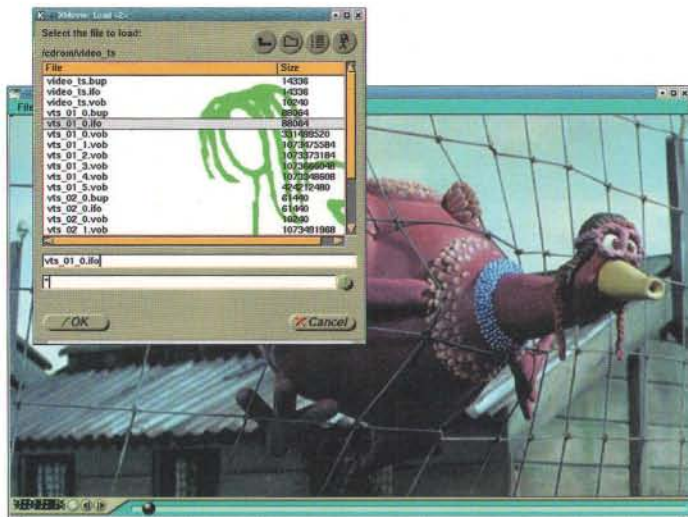 XMovie: Load
Select the file to load:
/cdrom/video_ts
File Size
video_ts.bup 14336
video_ts.ifo 14336
video_ts.vob 10240
vts_01_0.bup 88064
vts_01_0.ifo 88064
vts_01_0.vob 331499520
vts_01_1.vob 1073475584
vts_01_2.vob 1073373184
vts_01_3.vob
vts_01_4.vob 1073348608
vts_01_5.vob 424212480
vts_02_0.bup 61440
vts_02_0.ifo 61440
vts_02_0.vob 10240
vts_02_1.vob 1073491968
vts_01_0.ifo
*
OK
Cancel
File